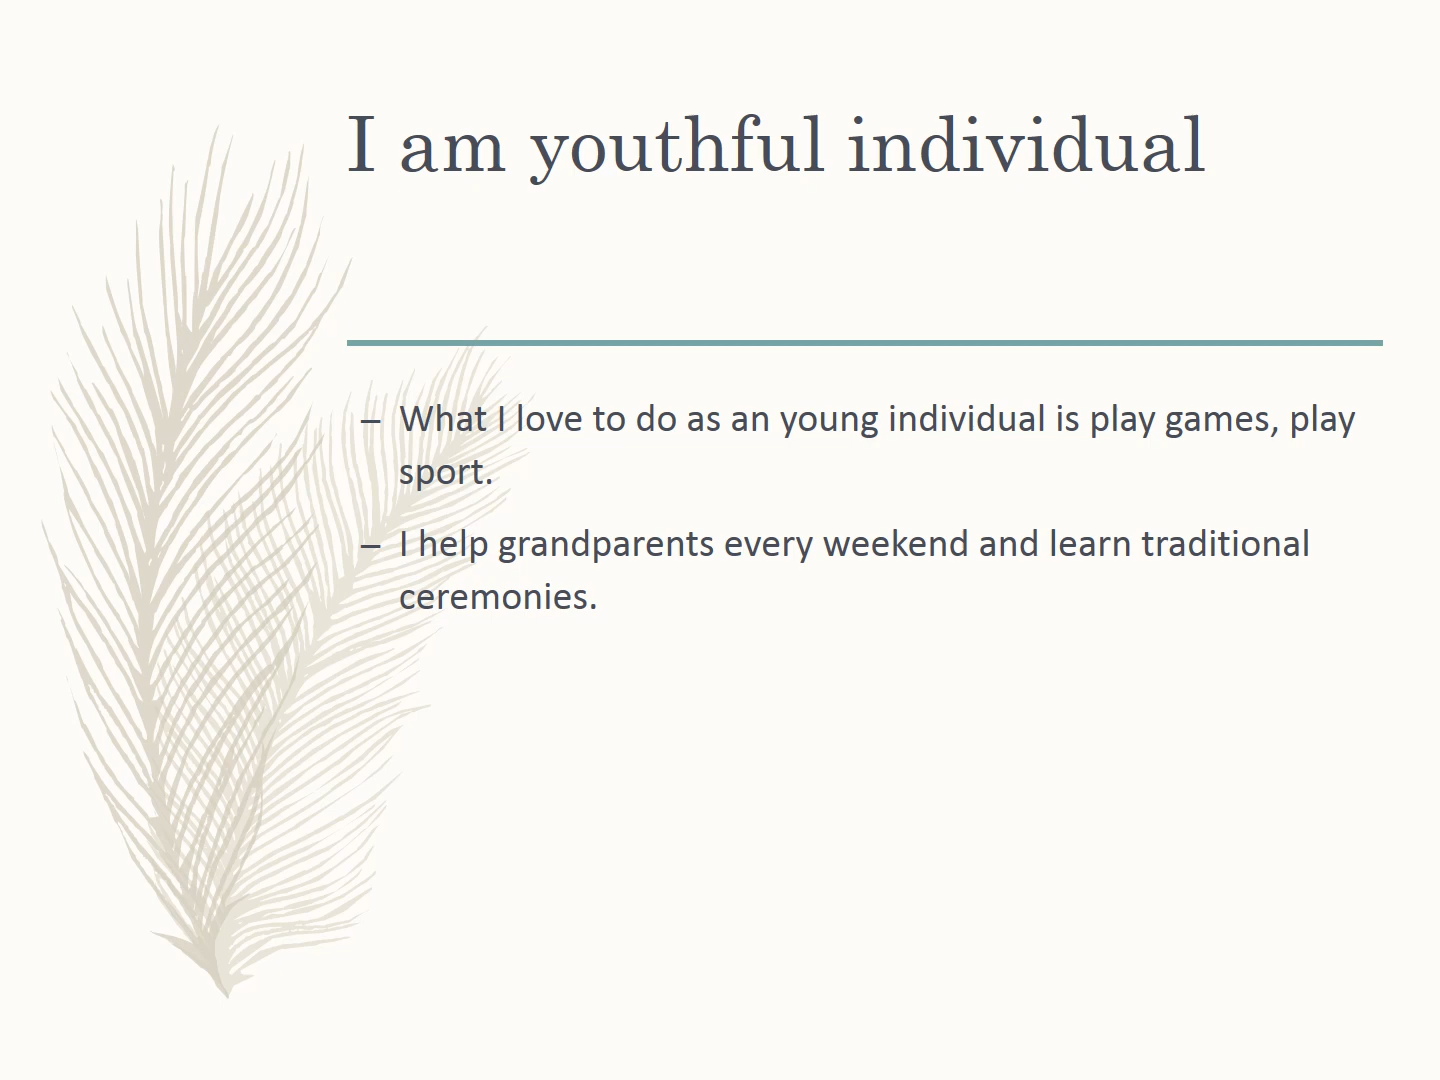 I am youthful individual
– What I love to do as an young individual is play games, play
sport.
– I help grandparents every weekend and learn traditional
ceremonies.